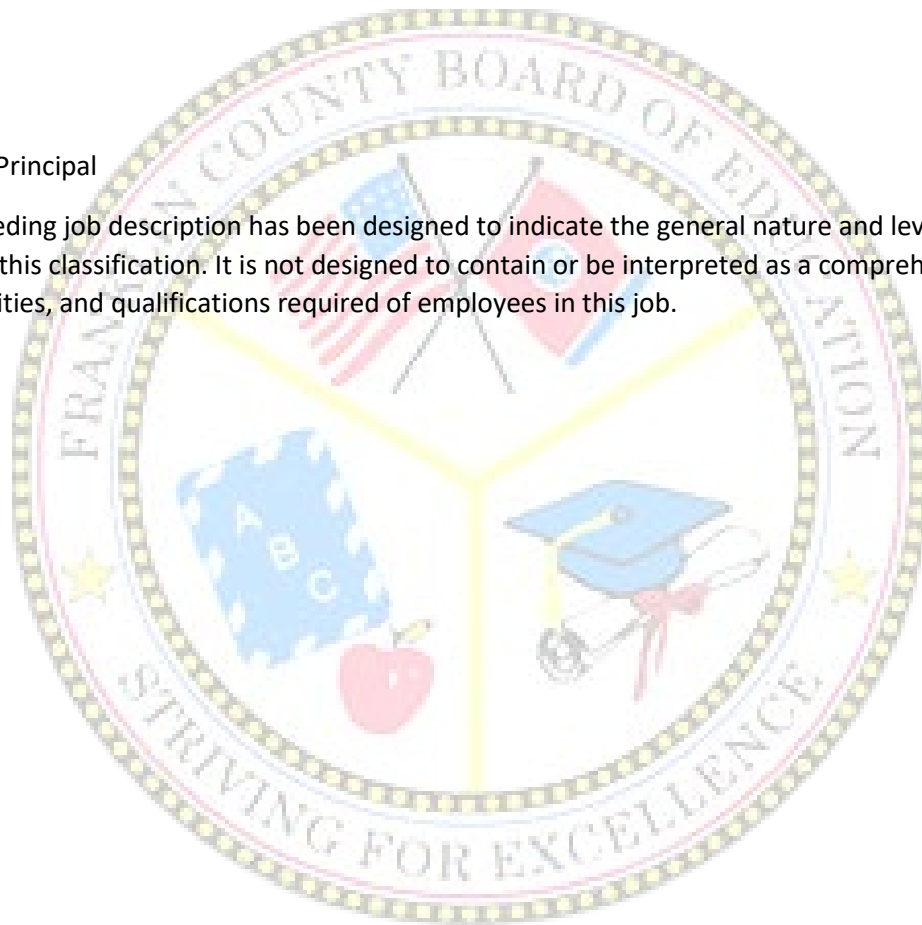 Principal
eding job description has been designed to indicate the general nature and lev
this classification. It is not designed to contain or be interpreted as a compreh
ities, and qualifications required of employees in this job.
FRANKLIN COUNTY BOARD OF EDUCATION
A
B
C
STRIVING FOR EXCELLENCE